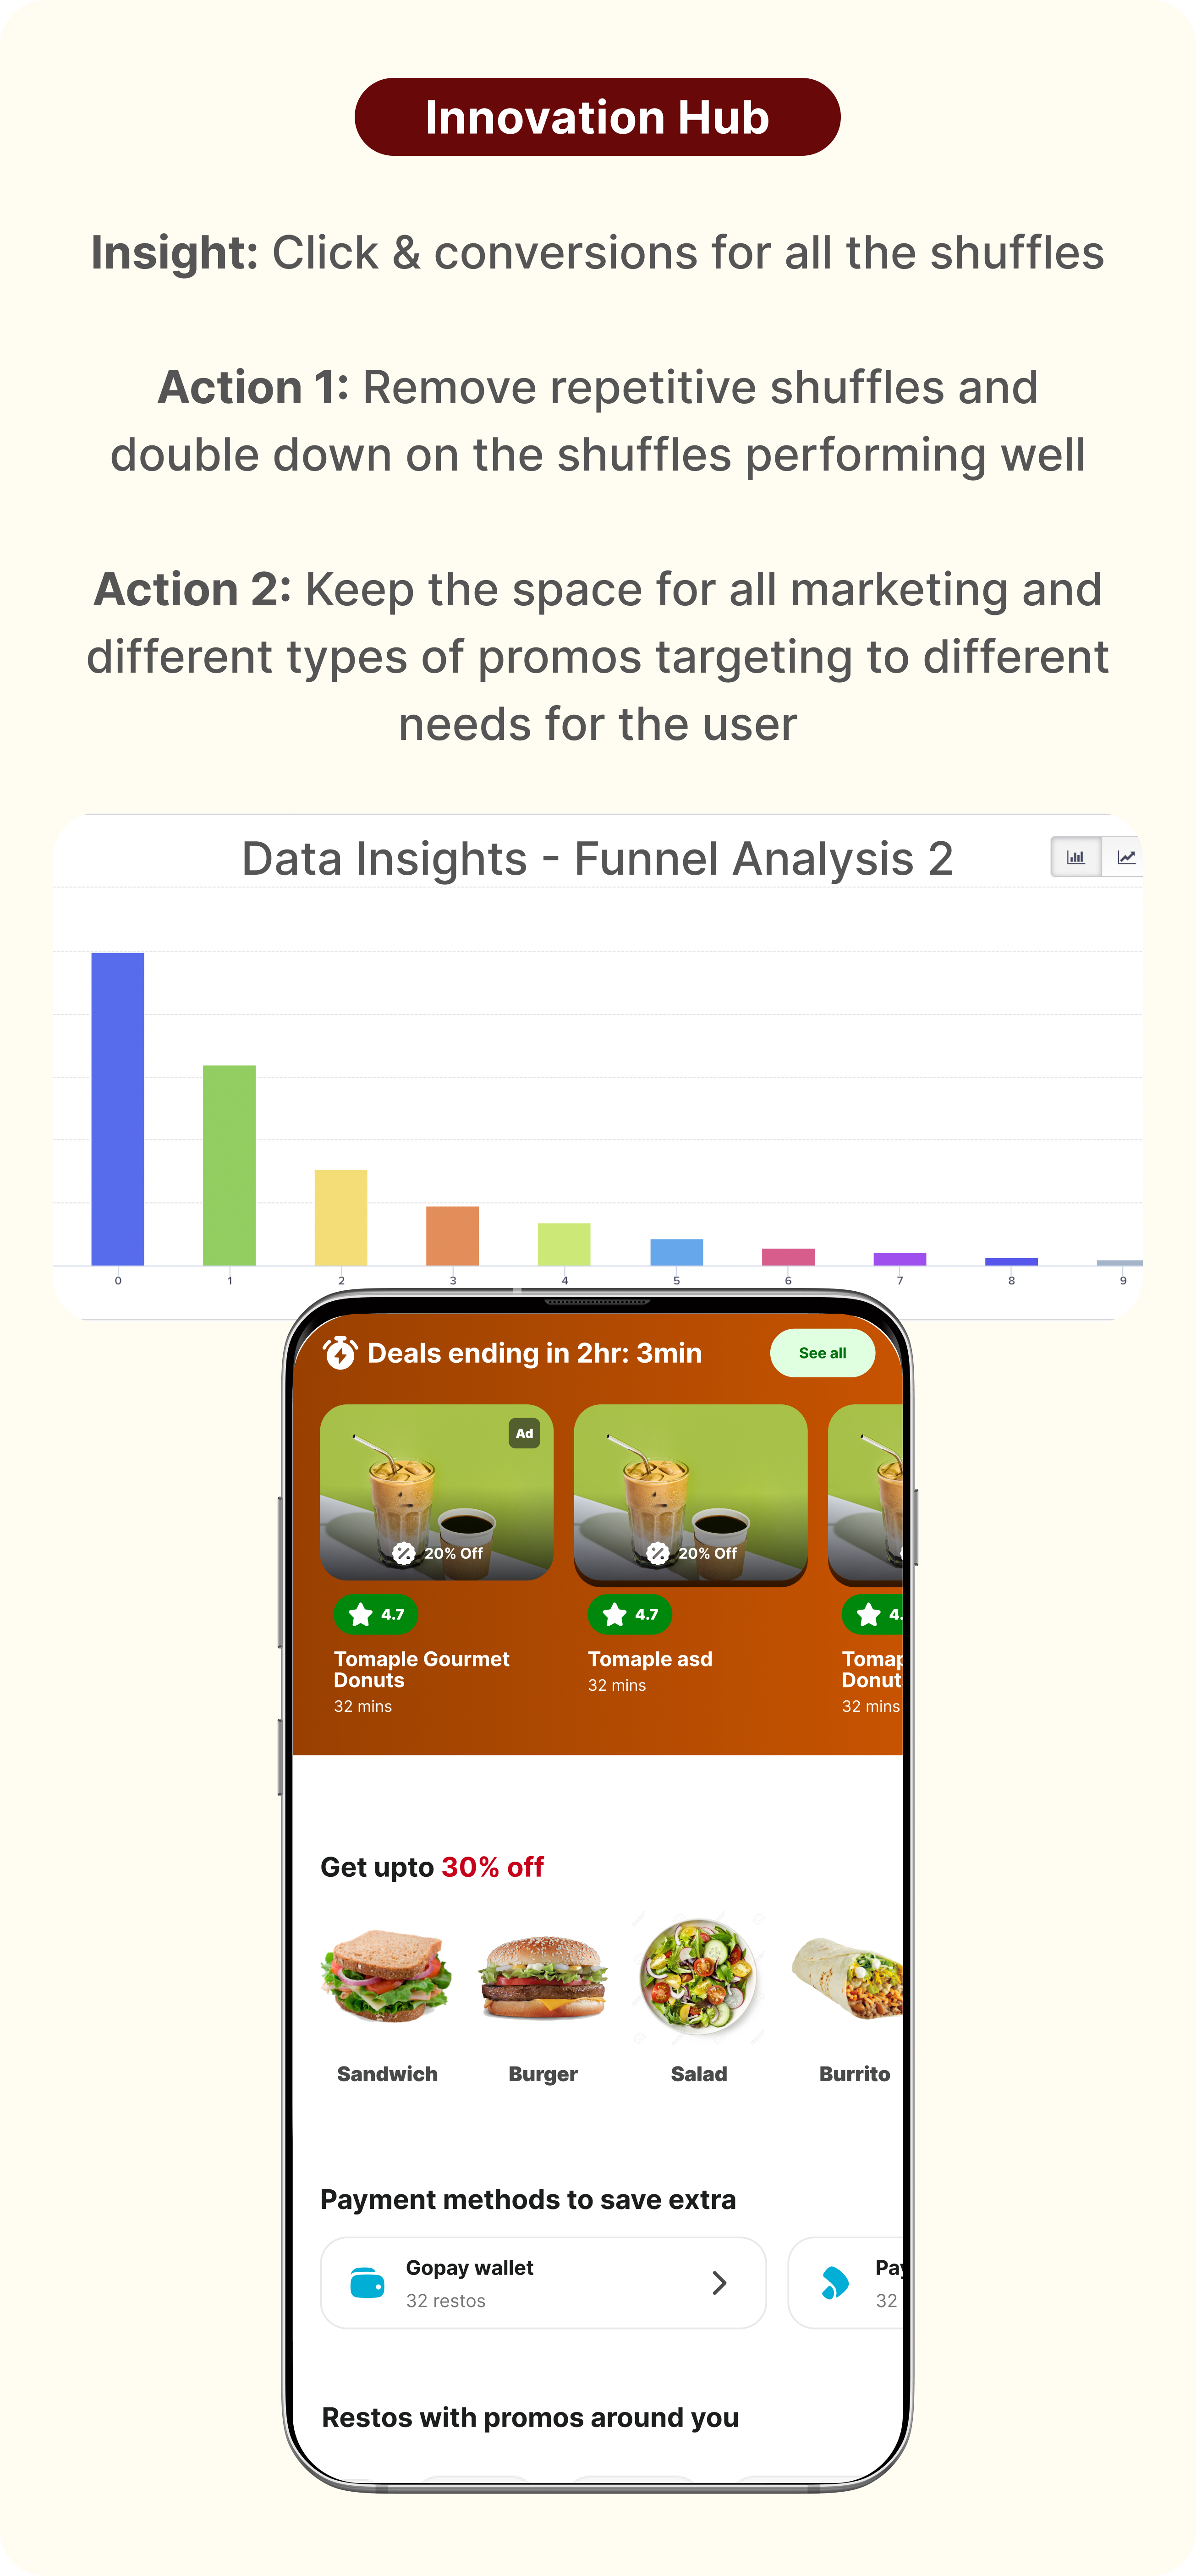 Innovation Hub
Insight: Click & conversions for all the shuffles
Action 1: Remove repetitive shuffles and
double down on the shuffles performing well
Action 2: Keep the space for all marketing and
different types of promos targeting to different
needs for the user
Data Insights - Funnel Analysis 2
0 1 2 3 4 5 6 7 8 9
Deals ending in 2hr: 3min
See all
Ad
20% Off
20% Off
4.7
4.7
4.
Tomaple Gourmet
Donuts
32 mins
Tomaple asd
32 mins
Tomap
Donut
32 mins
Get upto 30% off
Sandwich
Burger
Salad
Burrito
Payment methods to save extra
Gopay wallet
32 restos
Pay
32
Restos with promos around you